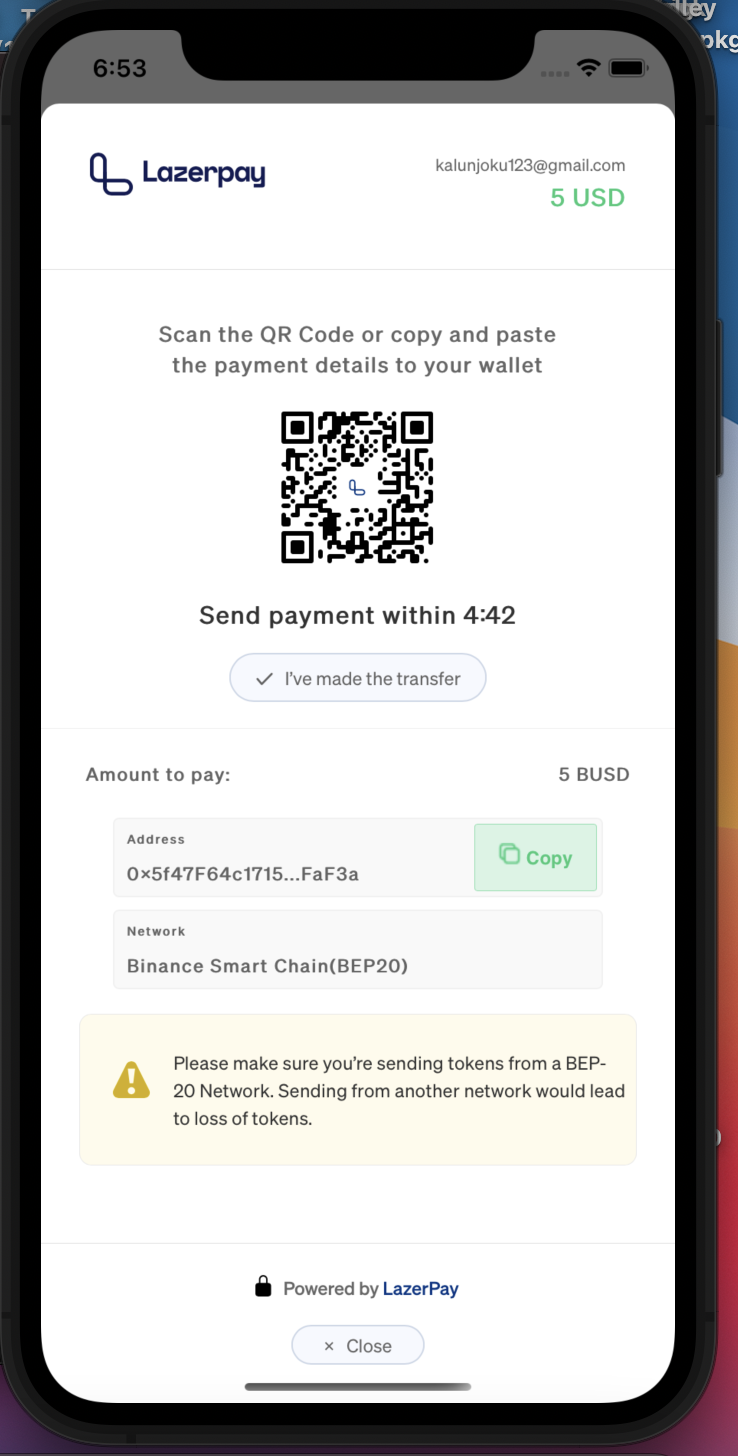 6:53
Lazerpay
kalunjoku123@gmail.com
5 USD
Scan the QR Code or copy and paste
the payment details to your wallet
Send payment within 4:42
I've made the transfer
Amount to pay:
5 BUSD
Address
0x5f47F64c1715...FaF3a
Copy
Network
Binance Smart Chain(BEP20)
Please make sure you're sending tokens from a BEP-
20 Network. Sending from another network would lead
to loss of tokens.
Powered by LazerPay
× Close